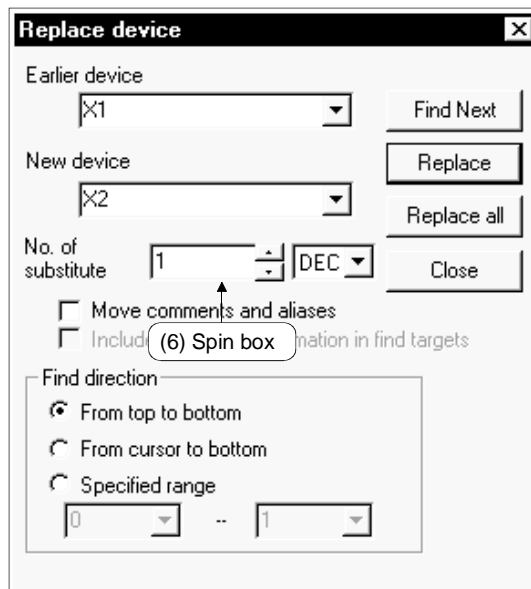 Replace device
Earlier device
X1
Find Next
New device
Replace
X2
Replace all
No. of
substitute
1
DEC
Close
Move comments and aliases
Include mation in find targets
(6) Spin box
Find direction
From top to bottom
From cursor to bottom
Specified range
0 -- 1